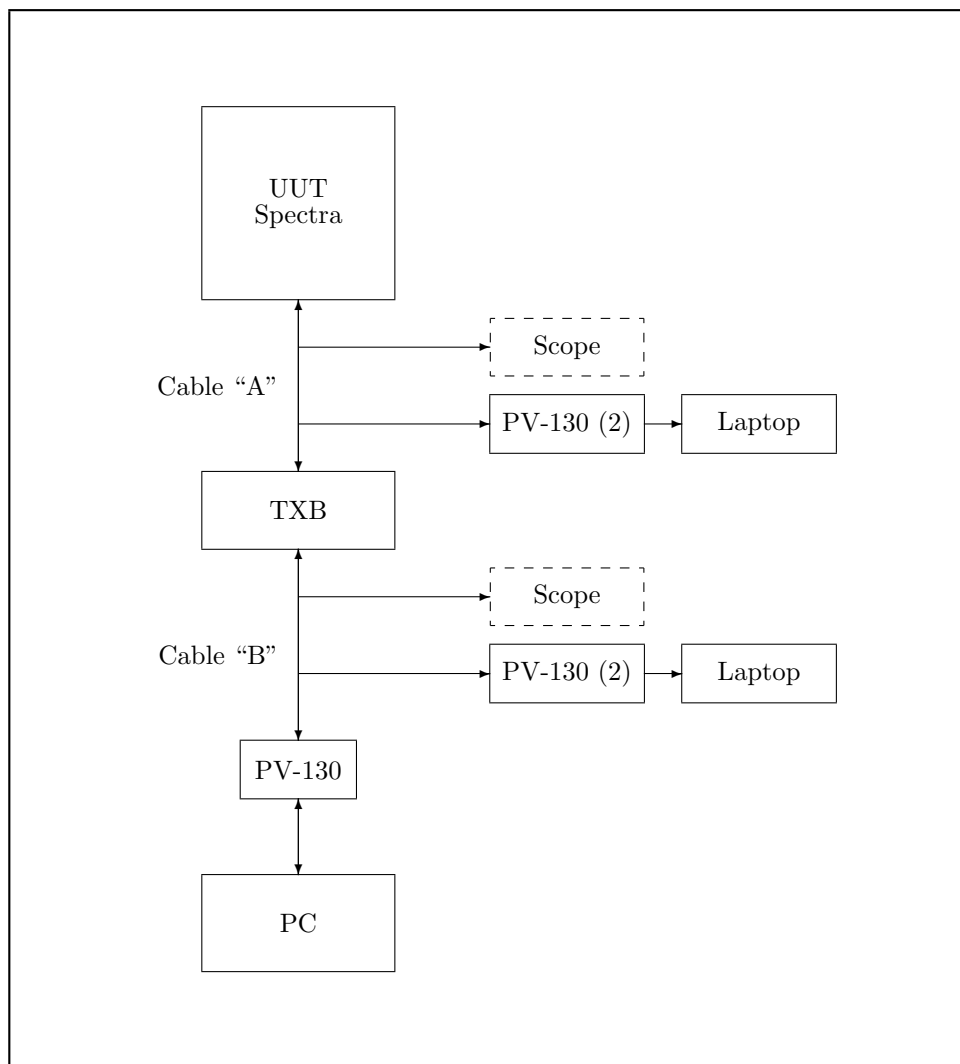 UUT
Spectra
Scope
Cable “A”
PV-130 (2)
Laptop
TXB
Scope
Cable “B”
PV-130 (2)
Laptop
PV-130
PC